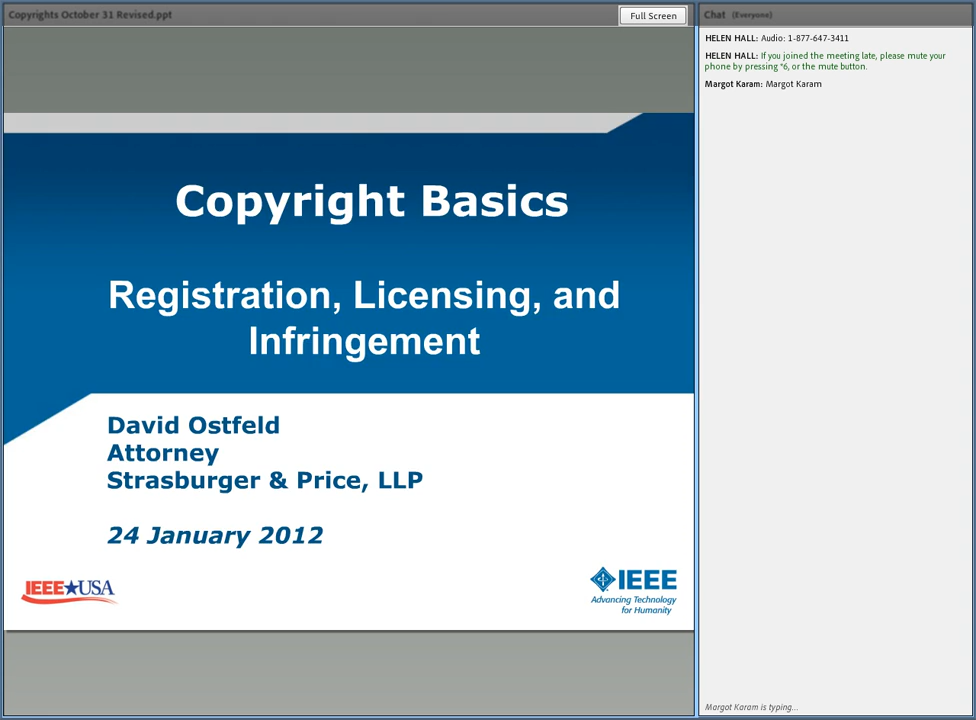 Copyrights October 31 Revised.ppt
Full Screen
Copyright Basics
Registration, Licensing, and
Infringement
David Ostfeld
Attorney
Strasburger & Price, LLP
24 January 2012
IEEE USA
IEEE
Advancing Technology
for Humanity
Chat (Everyone)
HELEN HALL: Audio: 1-877-647-3411
HELEN HALL: If you joined the meeting late, please mute your
phone by pressing *6, or the mute button.
Margot Karam: Margot Karam
Margot Karam is typing...